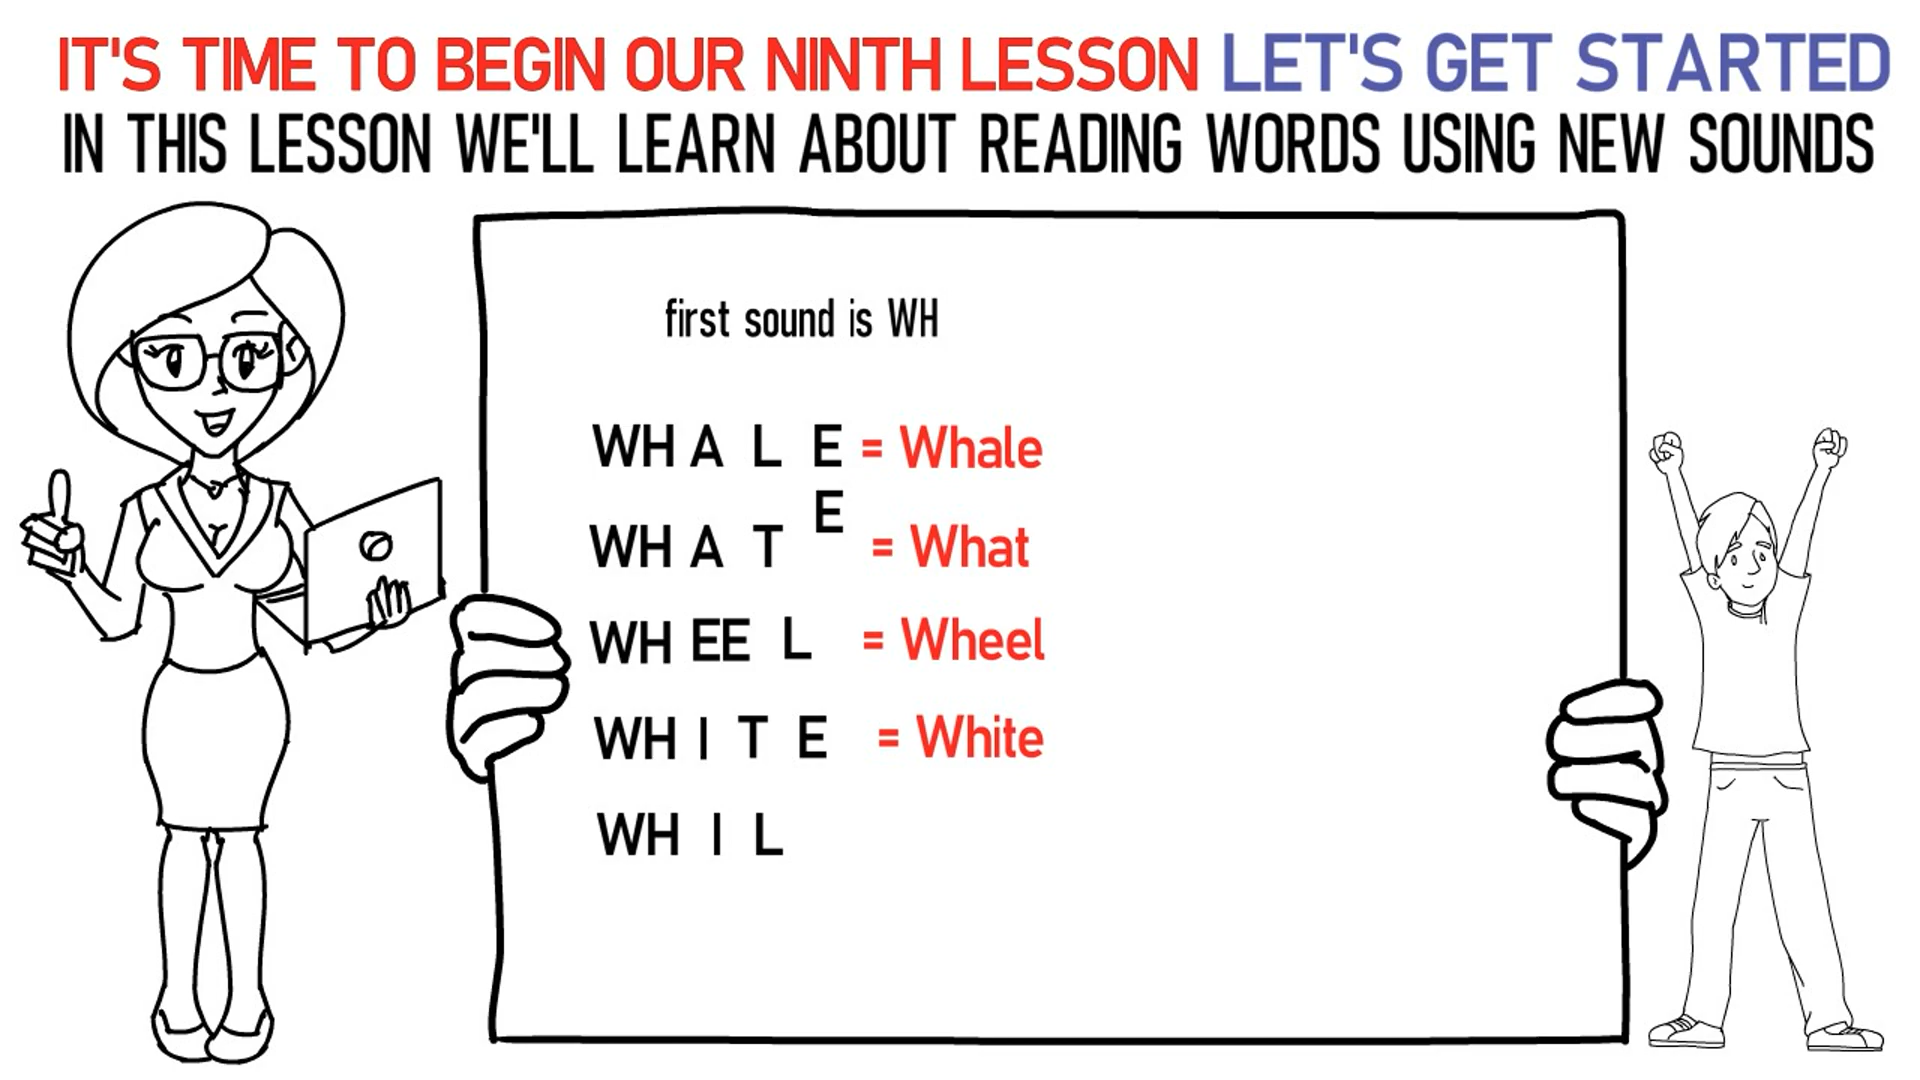 IT'S TIME TO BEGIN OUR NINTH LESSON LET'S GET STARTED
IN THIS LESSON WE'LL LEARN ABOUT READING WORDS USING NEW SOUNDS
first sound is WH
WH A L E = Whale
E
WH A T = What
WH EE L = Wheel
WH I T E = White
WH I L